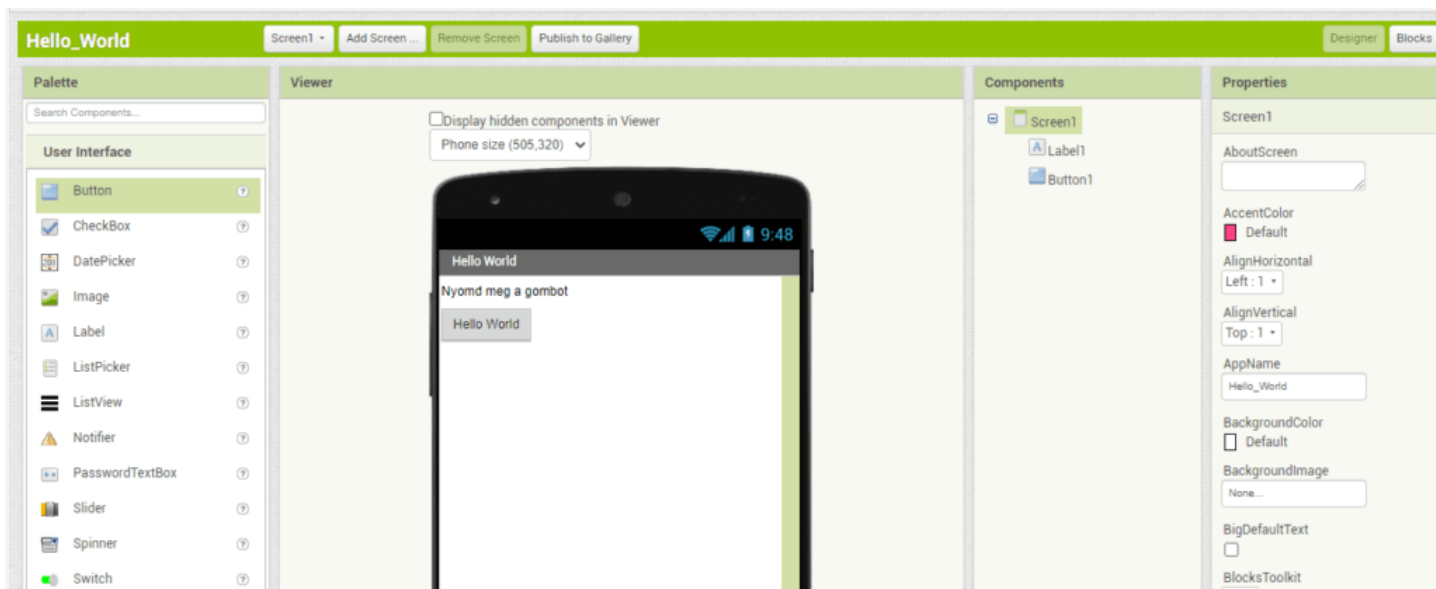 Hello_World
Screen1
Add Screen ...
Remove Screen
Publish to Gallery
Designer
Blocks
Palette
Search Components...
User Interface
Button
CheckBox
DatePicker
Image
Label
ListPicker
ListView
Notifier
PasswordTextBox
Slider
Spinner
Switch
Viewer
Display hidden components in Viewer
Phone size (505,320)
9:48
Hello World
Nyomd meg a gombot
Hello World
Components
Screen1
Label1
Button1
Properties
Screen1
AboutScreen
AccentColor
Default
AlignHorizontal
Left : 1
AlignVertical
Top : 1
AppName
Hello_World
BackgroundColor
Default
BackgroundImage
None...
BigDefaultText
BlocksToolkit